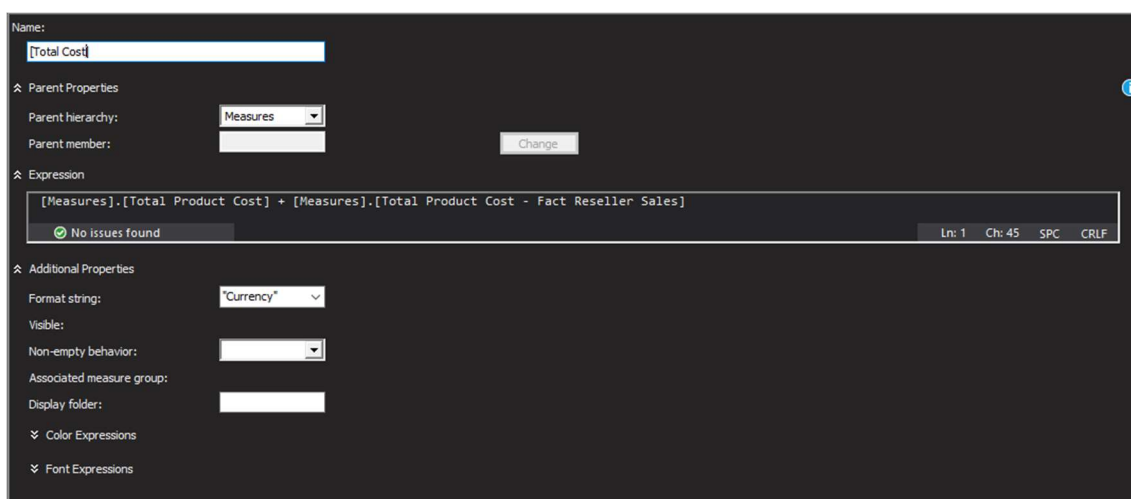 Name:
[Total Cost
Parent Properties
Parent hierarchy: Measures
Parent member: Change
Expression
[Measures].[Total Product Cost] + [Measures].[Total Product Cost - Fact Reseller Sales]
No issues found Ln: 1 Ch: 45 SPC CRLF
Additional Properties
Format string: "Currency"
Visible:
Non-empty behavior:
Associated measure group:
Display folder:
Color Expressions
Font Expressions